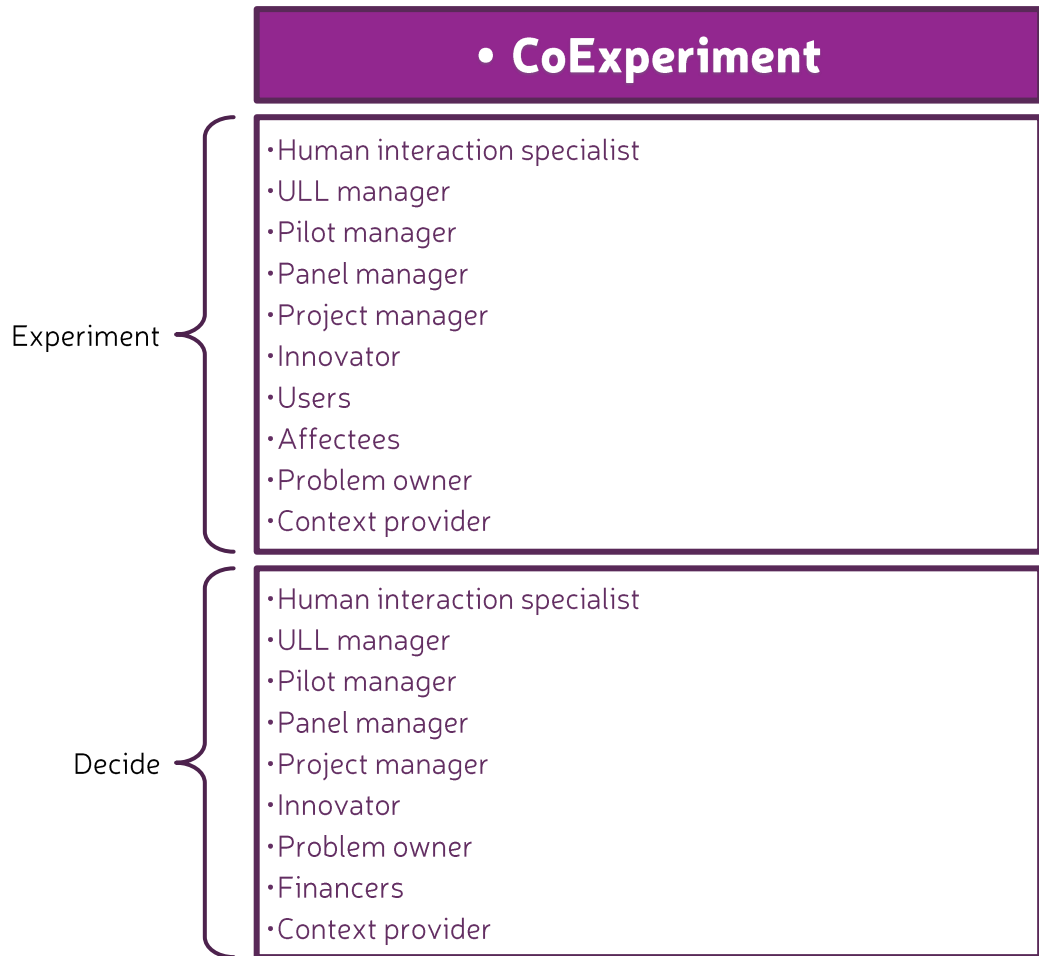 • CoExperiment
Experiment
•Human interaction specialist
•ULL manager
•Pilot manager
•Panel manager
•Project manager
•Innovator
•Users
•Affectees
•Problem owner
•Context provider
Decide
•Human interaction specialist
•ULL manager
•Pilot manager
•Panel manager
•Project manager
•Innovator
•Problem owner
•Financers
•Context provider